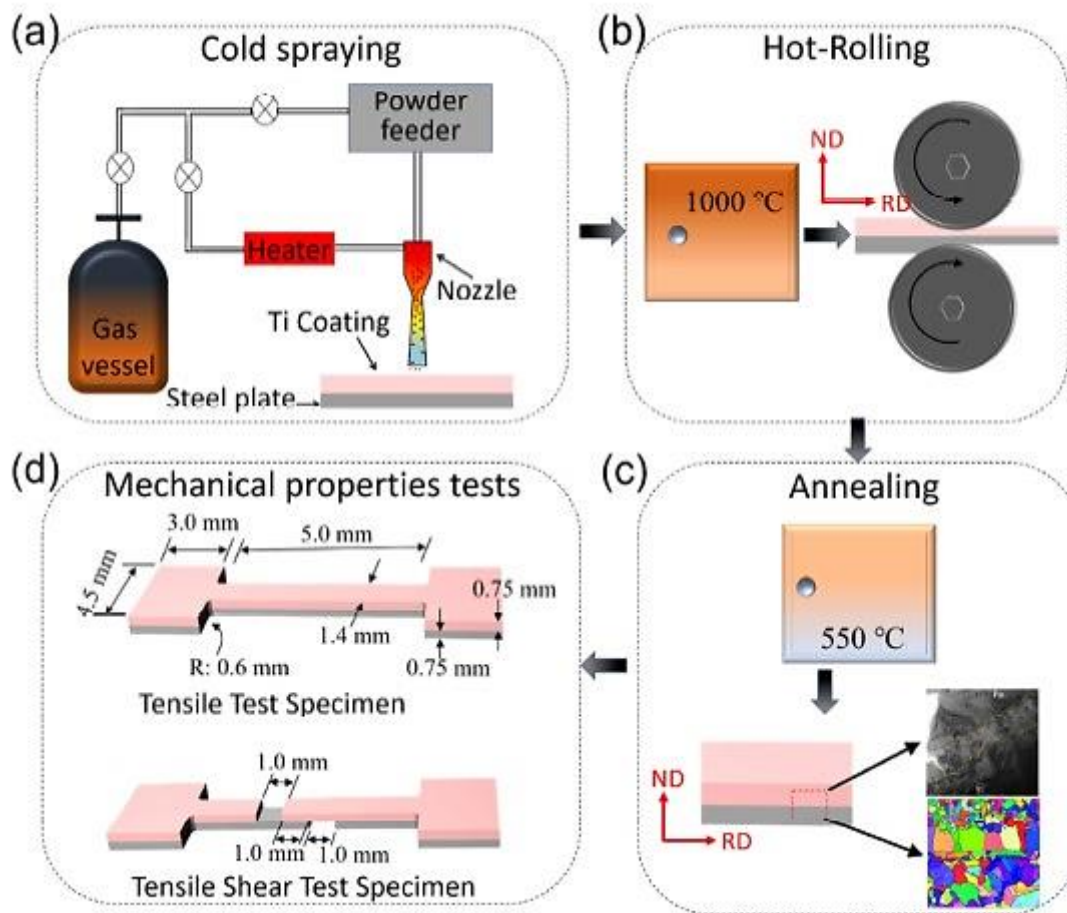 (a)
Cold spraying
Powder
feeder
Heater
Nozzle
Gas
vessel
Ti Coating
Steel plate
(b)
Hot-Rolling
1000 °C
ND
RD
(c)
Annealing
550 °C
ND
RD
(d)
Mechanical properties tests
3.0 mm
5.0 mm
4.5 mm
0.75 mm
1.4 mm
R: 0.6 mm
0.75 mm
Tensile Test Specimen
1.0 mm
1.0 mm
1.0 mm
Tensile Shear Test Specimen